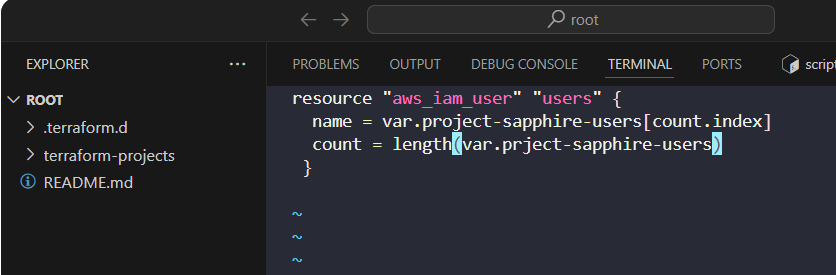 root
EXPLORER ...
PROBLEMS OUTPUT DEBUG CONSOLE TERMINAL PORTS script
ROOT
.terraform.d
terraform-projects
README.md
resource "aws_iam_user" "users" {
name = var.project-sapphire-users[count.index]
count = length(var.prject-sapphire-users)
}
~
~
~